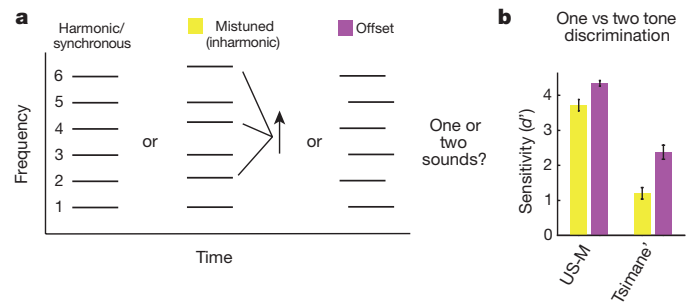 a
Harmonic/
synchronous
Mistuned
(inharmonic)
Offset
Frequency
6
5
4
3
2
1
or
or
One or
two
sounds?
Time
b
One vs two tone
discrimination
Sensitivity (d′)
4
3
2
1
0
US-M
Tsimane’